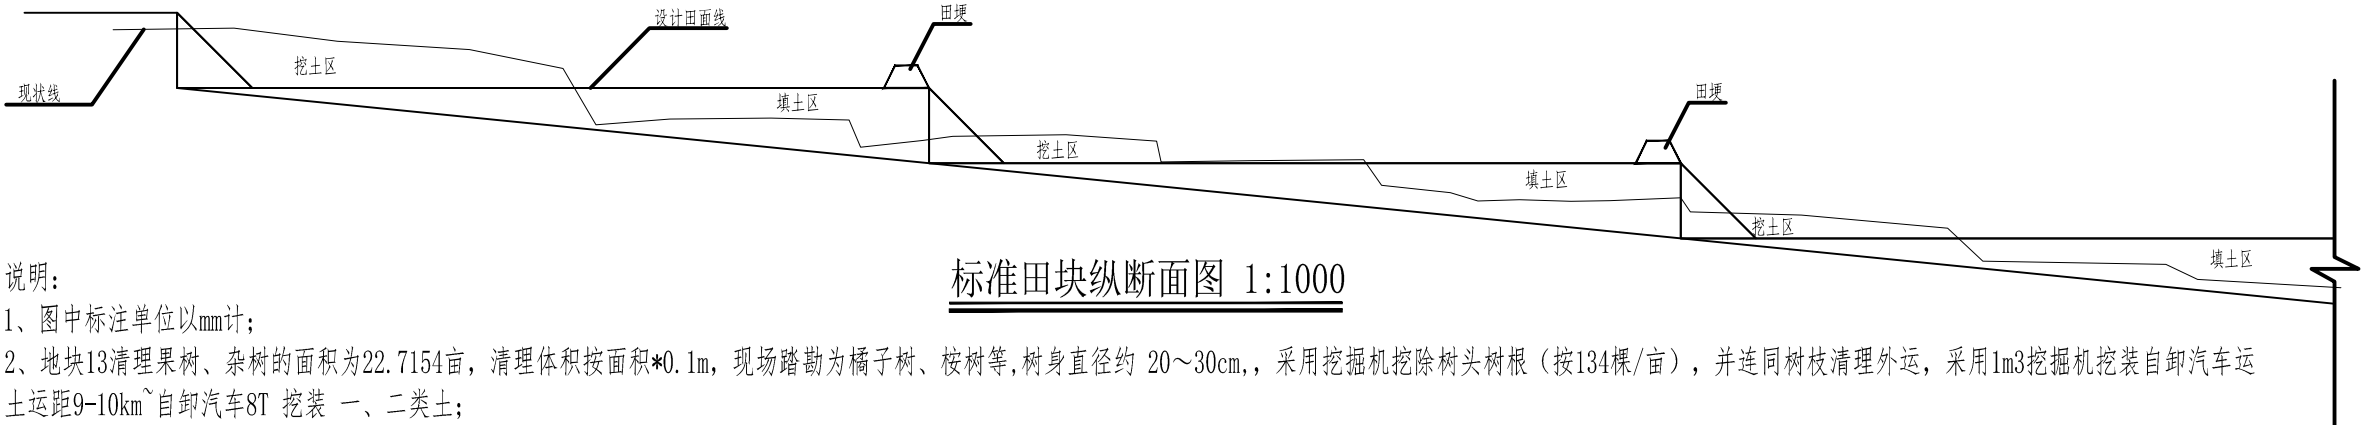 设计田面线
田埂
挖土区
现状线
填土区
田埂
挖土区
填土区
挖土区
填土区
标准田块纵断面图 1:1000
说明：
1、图中标注单位以mm计；
2、地块13清理果树、杂树的面积为22.7154亩，清理体积按面积*0.1m，现场踏勘为橘子树、桉树等,树身直径约 20～30cm,，采用挖掘机挖除树头树根（按134棵/亩），并连同树枝清理外运，采用1m3挖掘机挖装自卸汽车运
土运距9-10km~自卸汽车8T 挖装 一、二类土；